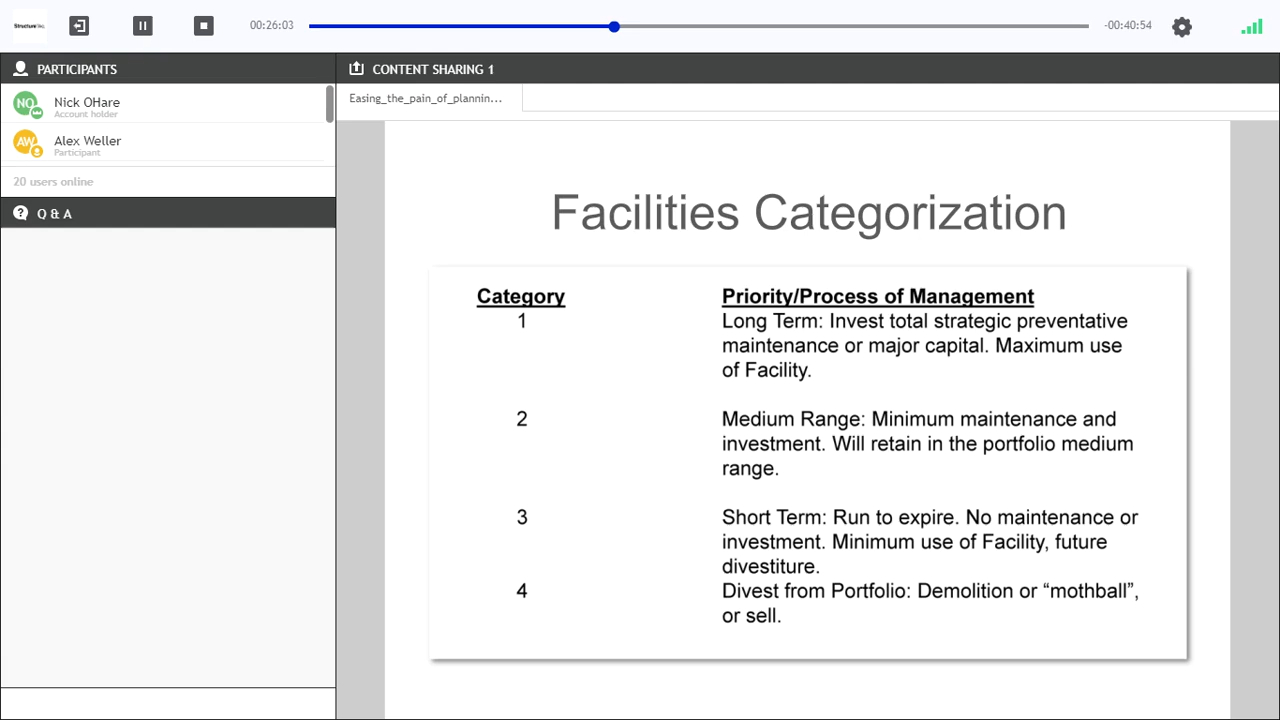 00:26:03
-00:40:54
PARTICIPANTS
CONTENT SHARING 1
NO
Nick OHare
Account holder
Easing_the_pain_of_plannin...
AW
Alex Weller
Participant
20 users online
Q & A
Facilities Categorization
Category
Priority/Process of Management
1
Long Term: Invest total strategic preventative
maintenance or major capital. Maximum use
of Facility.
2
Medium Range: Minimum maintenance and
investment. Will retain in the portfolio medium
range.
3
Short Term: Run to expire. No maintenance or
investment. Minimum use of Facility, future
divestiture.
4
Divest from Portfolio: Demolition or “mothball”,
or sell.